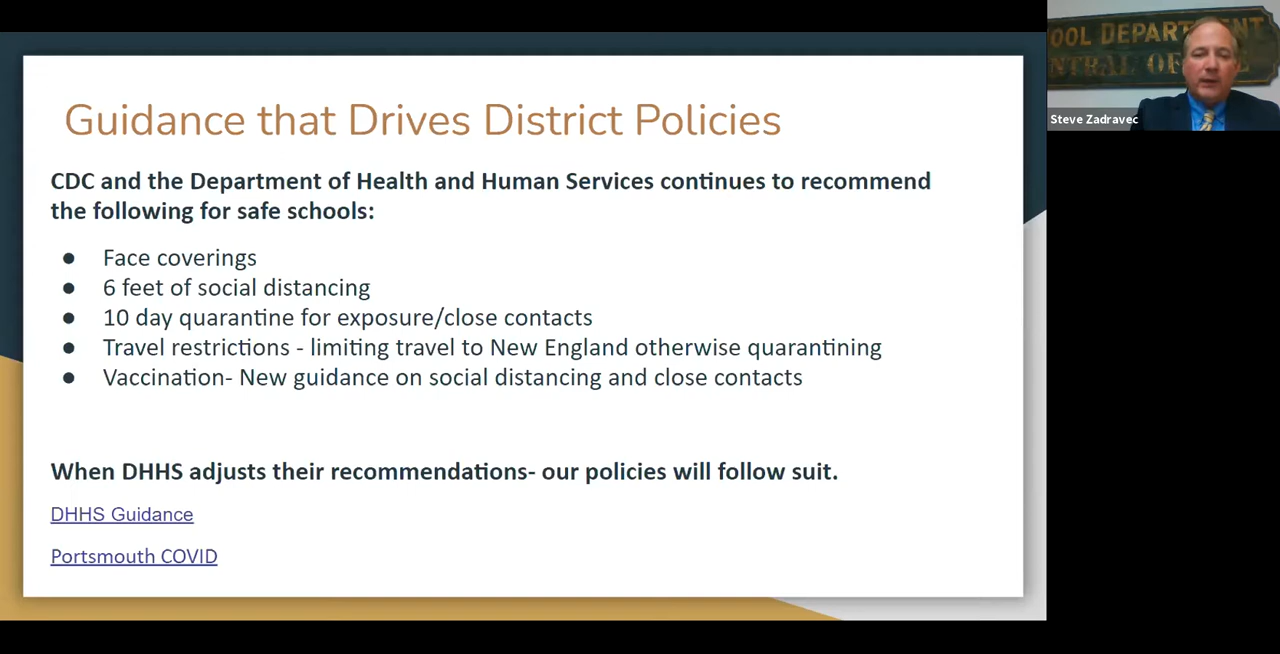 Guidance that Drives District Policies
CDC and the Department of Health and Human Services continues to recommend
the following for safe schools:
● Face coverings
● 6 feet of social distancing
● 10 day quarantine for exposure/close contacts
● Travel restrictions - limiting travel to New England otherwise quarantining
● Vaccination- New guidance on social distancing and close contacts
When DHHS adjusts their recommendations- our policies will follow suit.
DHHS Guidance
Portsmouth COVID
OOL DEPARTMENT
NTRAL OF
Steve Zadravec